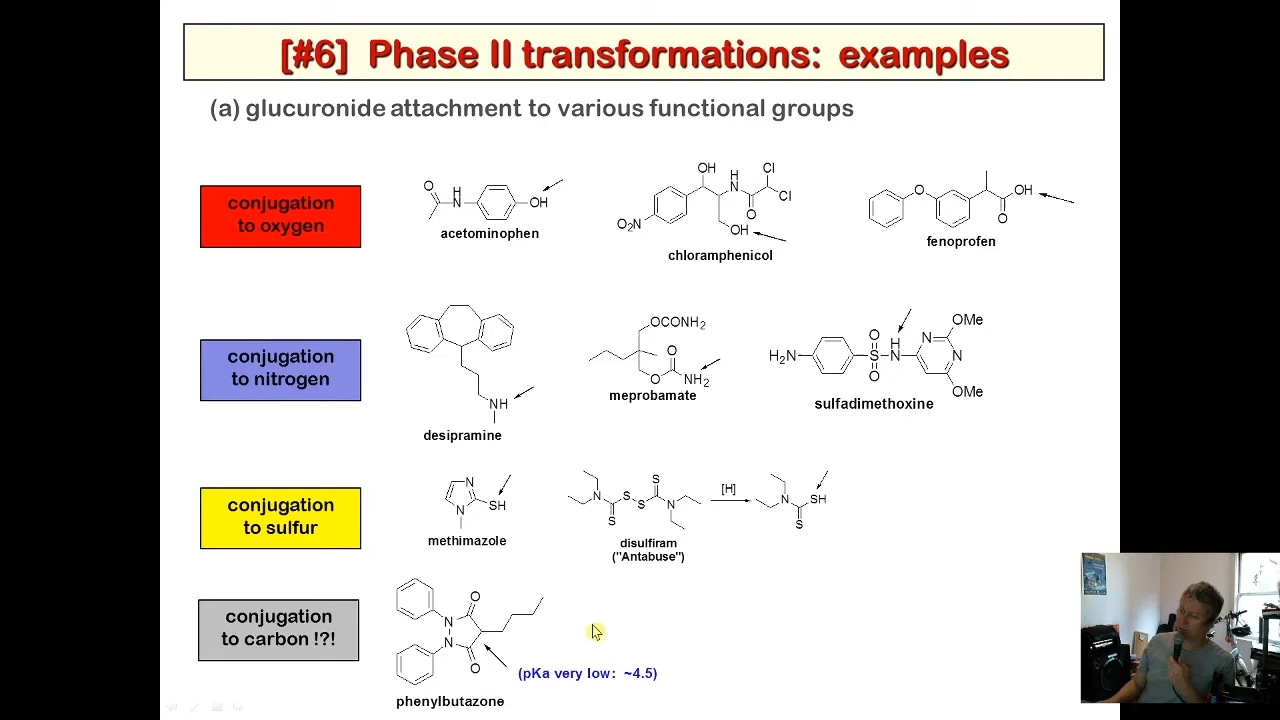 [#6] Phase II transformations: examples
(a) glucuronide attachment to various functional groups
conjugation
to oxygen
O
H
N
OH
acetominophen
OH
H
N
Cl
Cl
O
O₂N
OH
chloramphenicol
O
OH
O
fenoprofen
conjugation
to nitrogen
NH
desipramine
OCONH₂
O
O
NH₂
meprobamate
H₂N
O
S
O
H
N
N
OMe
N
OMe
sulfadimethoxine
conjugation
to sulfur
N
SH
N
methimazole
N
S
S
S
S
N
disulfiram
("Antabuse")
[H]
N
SH
S
conjugation
to carbon !?!
O
N
N
O
(pKa very low: ~4.5)
phenylbutazone